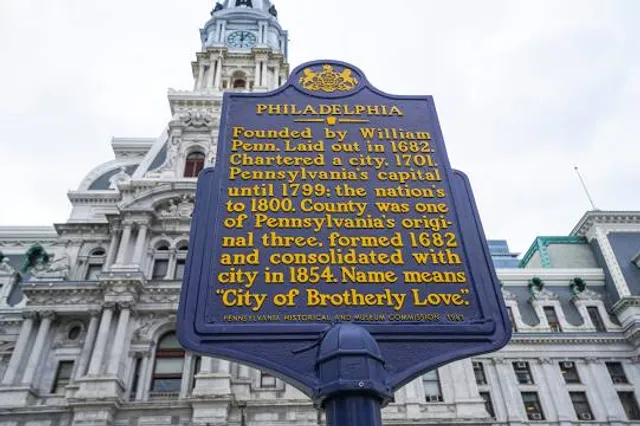 PHILADELPHIA
Founded by William
Penn. Laid out in 1682.
Chartered a city, 1701.
Pennsylvania's capital
until 1799; the nation's
to 1800. County was one
of Pennsylvania's origi-
nal three, formed 1682
and consolidated with
city in 1854. Name means
"City of Brotherly Love".
PENNSYLVANIA HISTORICAL AND MUSEUM COMMISSION